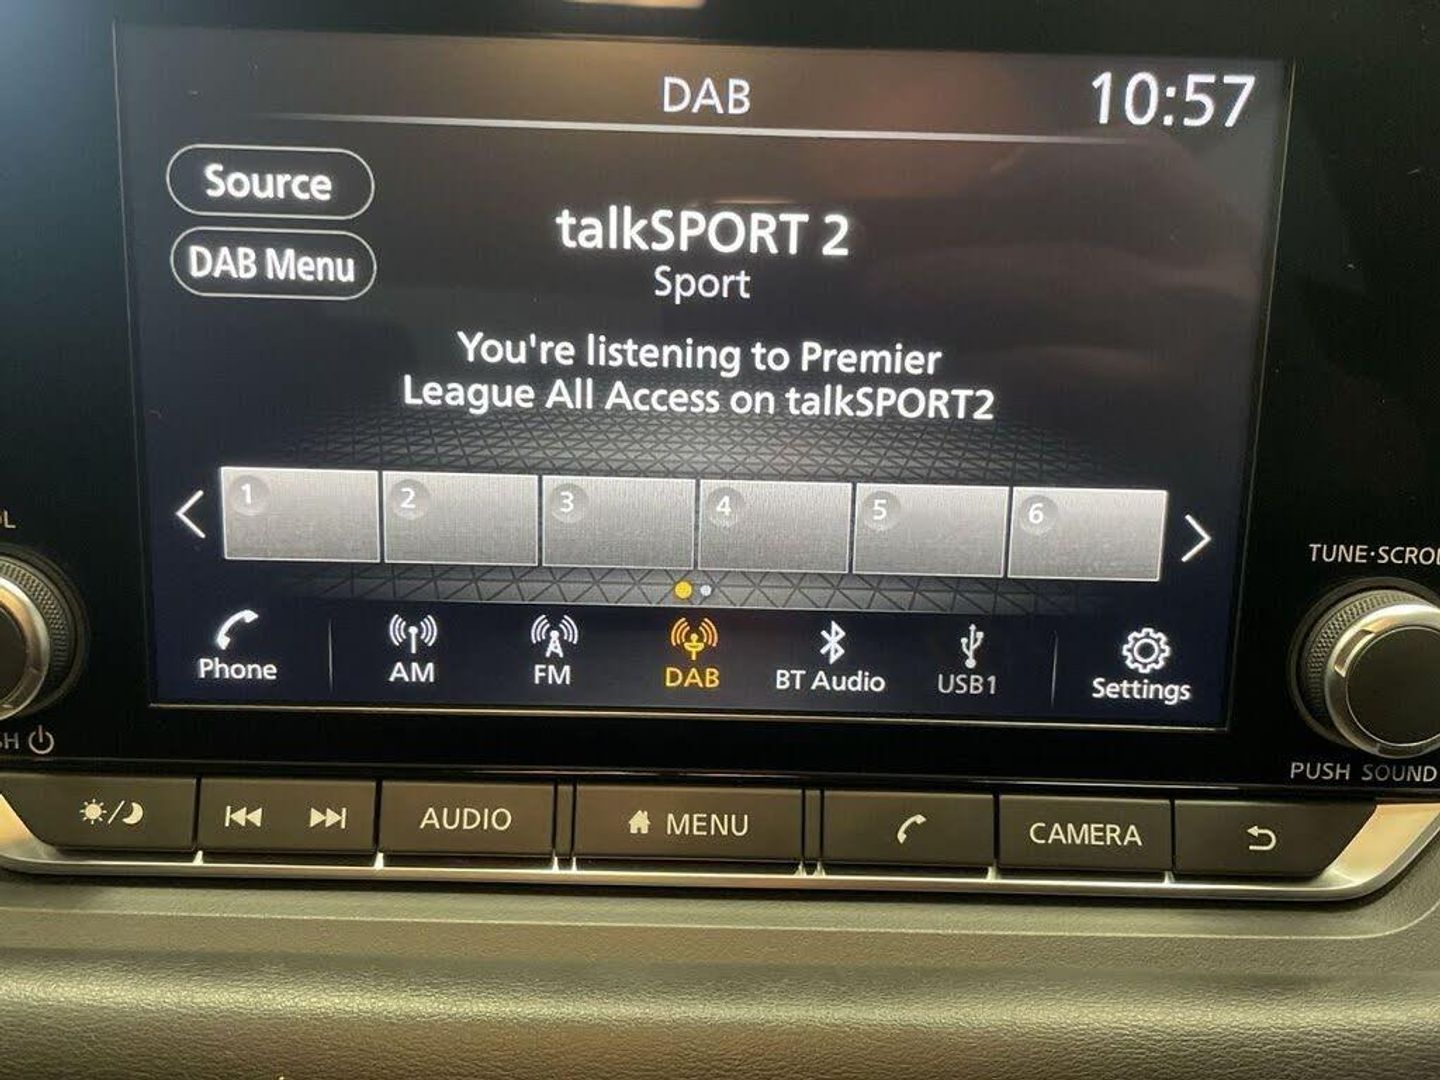 DAB
10:57
Source
DAB Menu
talkSPORT 2
Sport
You're listening to Premier
League All Access on talkSPORT2
1 2 3 4 5 6
Phone AM FM DAB BT Audio USB1 Settings
TUNE·SCRO
PUSH SOUND
AUDIO MENU CAMERA